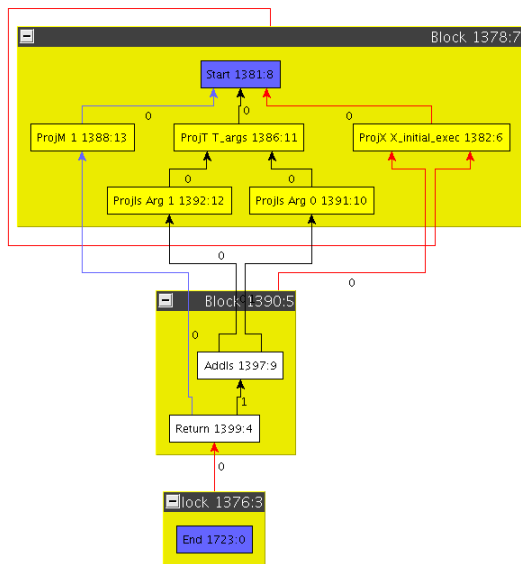 Block 1378:7
Start 1381:8
0
0
0
ProjM 1 1388:13
ProjT T_args 1386:11
ProjX X_initial_exec 1382:6
0
0
ProjIs Arg 1 1392:12
ProjIs Arg 0 1391:10
0
0
Block 1390:5
0
AddIs 1397:9
1
Return 1399:4
0
lock 1376:3
End 1723:0